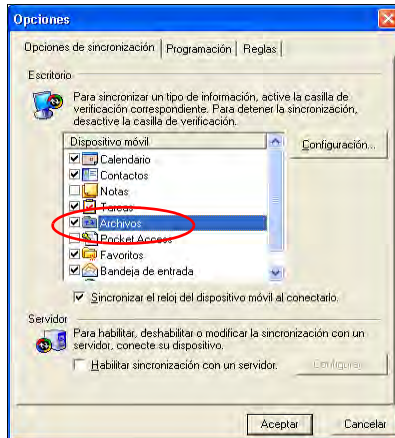 Opciones
Opciones de sincronización | Programación | Reglas
Escritorio
Para sincronizar un tipo de información, active la casilla de
verificación correspondiente. Para detener la sincronización,
desactive la casilla de verificación.
Dispositivo móvil
Configuración...
Calendario
Contactos
Notas
Tareas
Archivos
Pocket Access
Favoritos
Bandeja de entrada
Sincronizar el reloj del dispositivo móvil al conectarlo.
Servidor
Para habilitar, deshabilitar o modificar la sincronización con un
servidor, conecte su dispositivo.
Habilitar sincronización con un servidor.
Configurar...
Aceptar
Cancelar